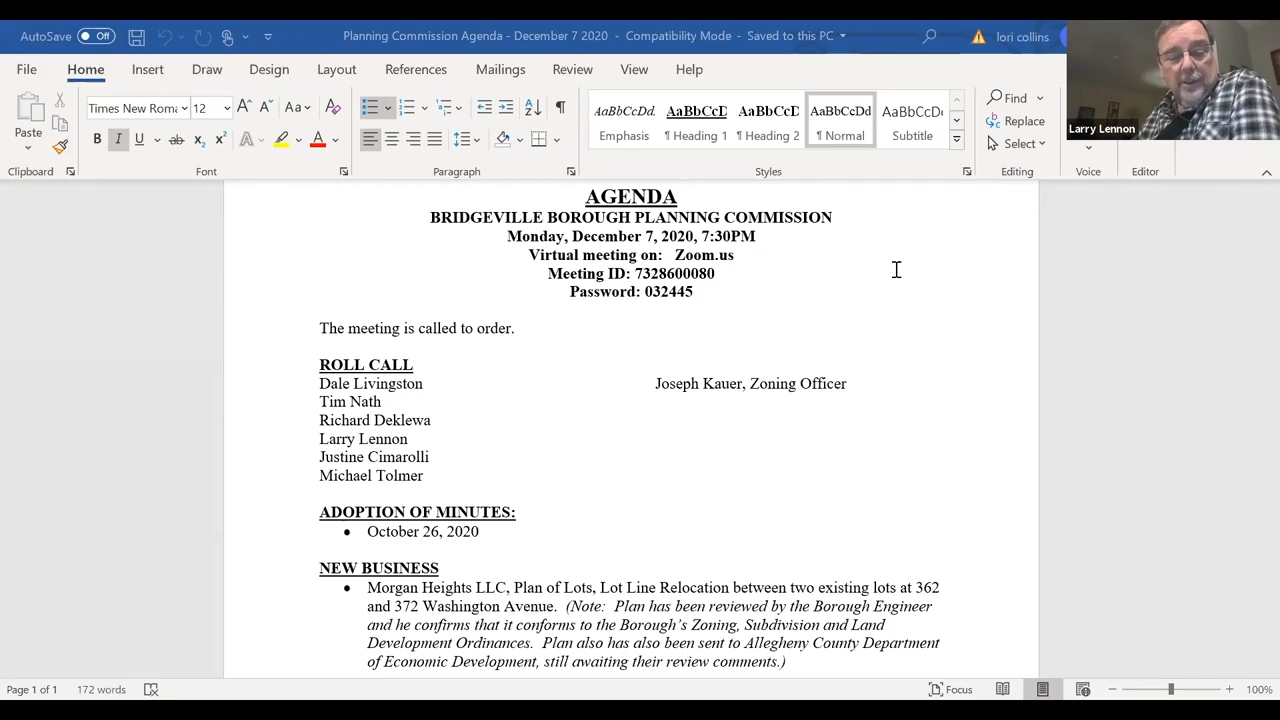 AutoSave Off Planning Commission Agenda - December 7 2020 - Compatibility Mode - Saved to this PC lori collins
File Home Insert Draw Design Layout References Mailings Review View Help
Larry Lennon
Paste Times New Roma 12 Aa
B I U ab x2 x2 A A
AaBbCcDd AaBbCcD AaBbCcD AaBbCcDd AaBbCcDd
Emphasis ¶ Heading 1 ¶ Heading 2 ¶ Normal Subtitle
Find
Replace
Select
Clipboard Font Paragraph Styles Editing Voice Editor
AGENDA
BRIDGEVILLE BOROUGH PLANNING COMMISSION
Monday, December 7, 2020, 7:30PM
Virtual meeting on: Zoom.us
Meeting ID: 7328600080
Password: 032445
The meeting is called to order.
ROLL CALL
Dale Livingston Joseph Kauer, Zoning Officer
Tim Nath
Richard Deklewa
Larry Lennon
Justine Cimarolli
Michael Tolmer
ADOPTION OF MINUTES:
• October 26, 2020
NEW BUSINESS
• Morgan Heights LLC, Plan of Lots, Lot Line Relocation between two existing lots at 362
and 372 Washington Avenue. (Note: Plan has been reviewed by the Borough Engineer
and he confirms that it conforms to the Borough's Zoning, Subdivision and Land
Development Ordinances. Plan also has also been sent to Allegheny County Department
of Economic Development, still awaiting their review comments.)
Page 1 of 1 172 words Focus 100%